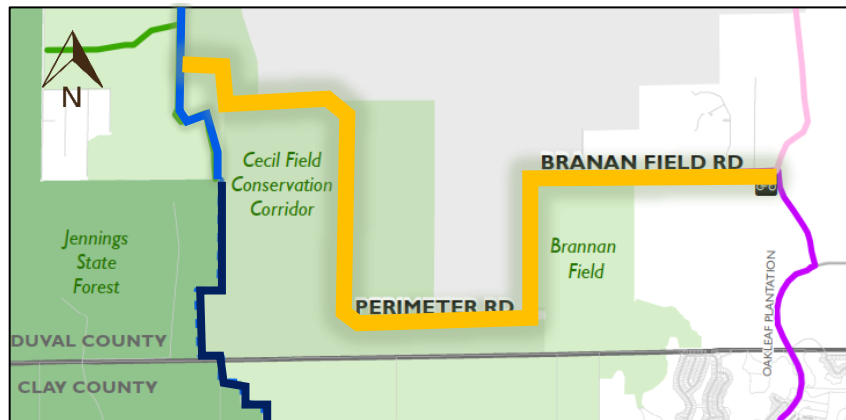 N
Cecil Field
Conservation
Corridor
BRANAN FIELD RD
Jennings
State
Forest
Brannan
Field
PERIMETER RD
OAKLEAF PLANTATION
DUVAL COUNTY
CLAY COUNTY